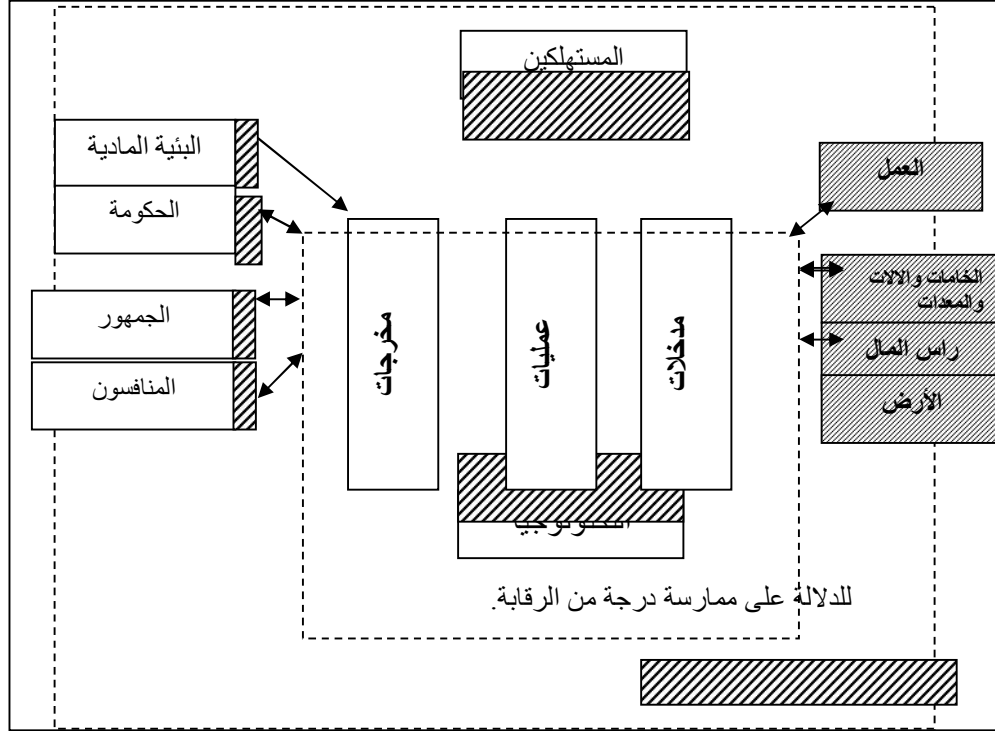 المستهلكين
العمل
البئية المادية
الحكومة
الخامات والالات
والمعدات
الجمهور
راس المال
المنافسون
الأرض
مدخلات
عمليات
مخرجات
للدلالة على ممارسة درجة من الرقابة.